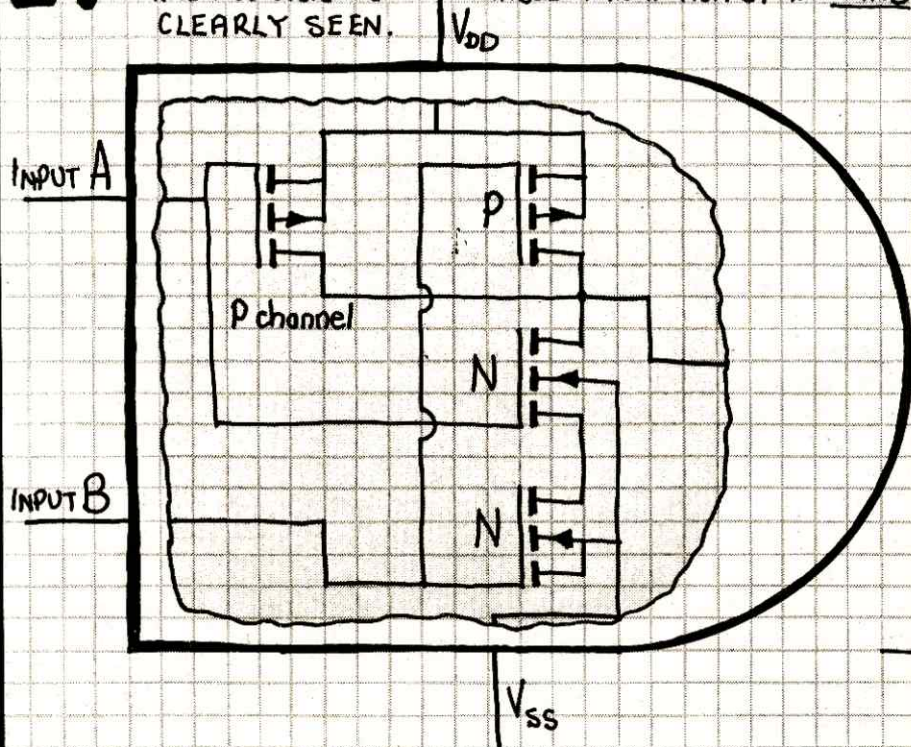 CLEARLY SEEN.
VDD
INPUT A
P
P channel
N
INPUT B
N
VSS